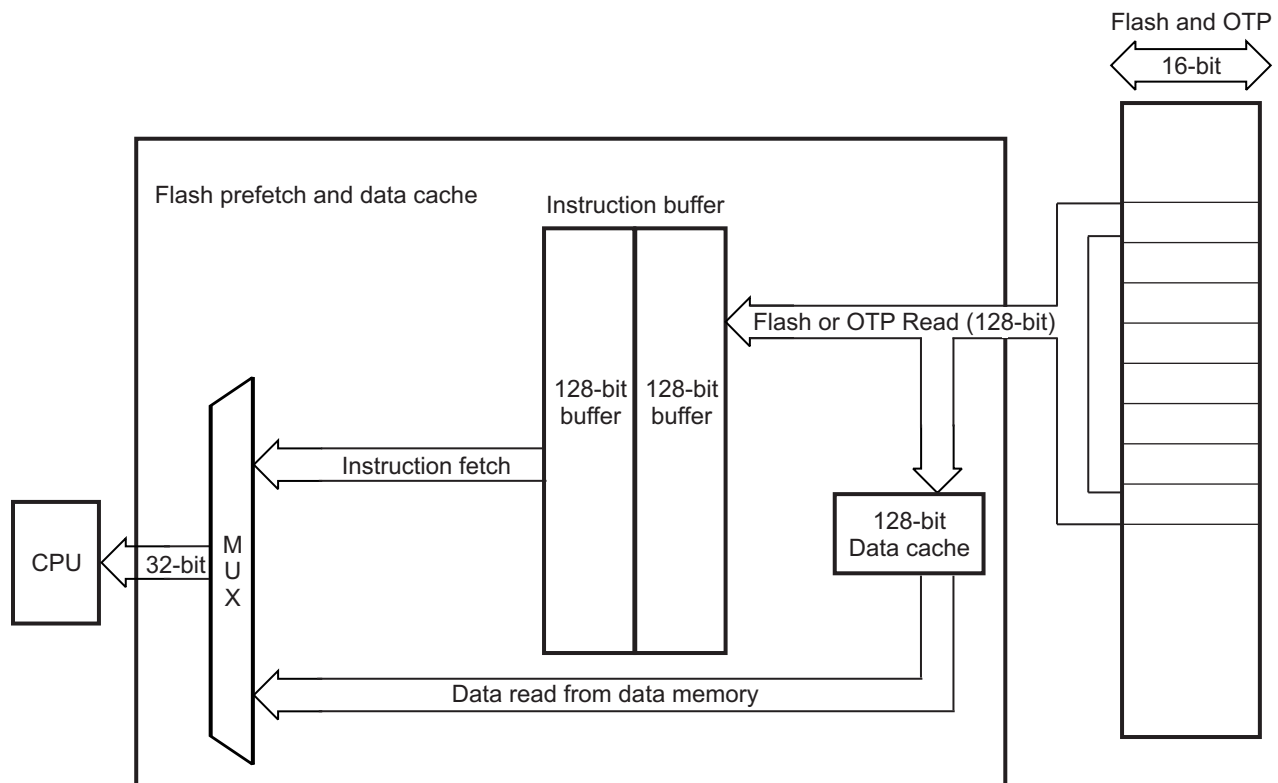 Flash and OTP
16-bit
Flash prefetch and data cache
Instruction buffer
Flash or OTP Read (128-bit)
128-bit
buffer
128-bit
buffer
Instruction fetch
128-bit
Data cache
CPU
32-bit
M
U
X
Data read from data memory